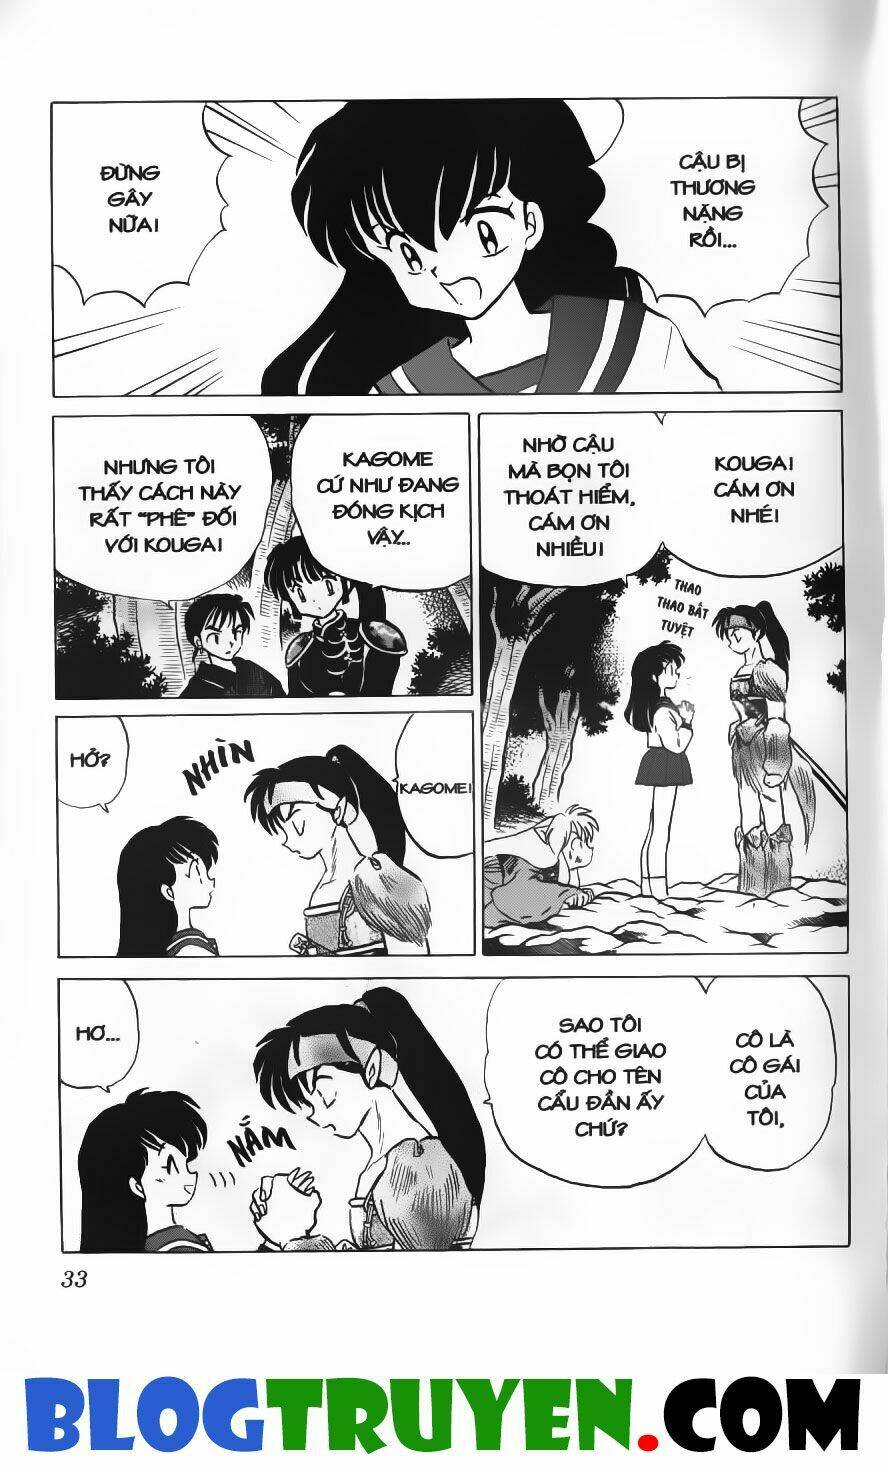 CẬU BỊ
THƯƠNG
NẶNG
RỒI...
ĐỪNG
GÂY
NỮA!
KOUGA!
CÁM ƠN
NHÉ!
NHỜ CẬU
MÀ BỌN TÔI
THOÁT HIỂM,
CÁM ƠN
NHIỀU!
THAO
THAO BẤT
TUYỆT
KAGOME
CỨ NHƯ ĐANG
ĐÓNG KỊCH
VẬY...
NHƯNG TÔI
THẤY CÁCH NÀY
RẤT "PHÊ" ĐỐI
VỚI KOUGA!
KAGOME!
NHÌN
HỞ?
CÔ LÀ
CÔ GÁI
CỦA
TÔI,
SAO TÔI
CÓ THỂ GIAO
CÔ CHO TÊN
CẨU ĐẦN ẤY
CHỨ?
NẮM
HƠ...
33
BLOGTRUYEN.COM